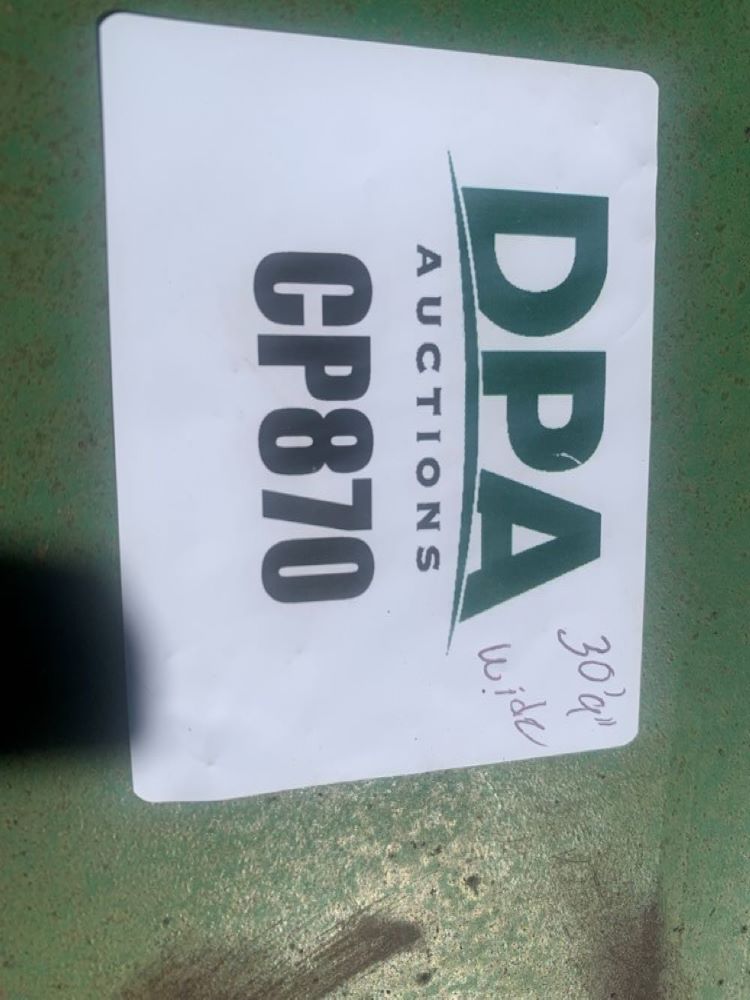 DPA
AUCTIONS
CP870
30'9"
wide